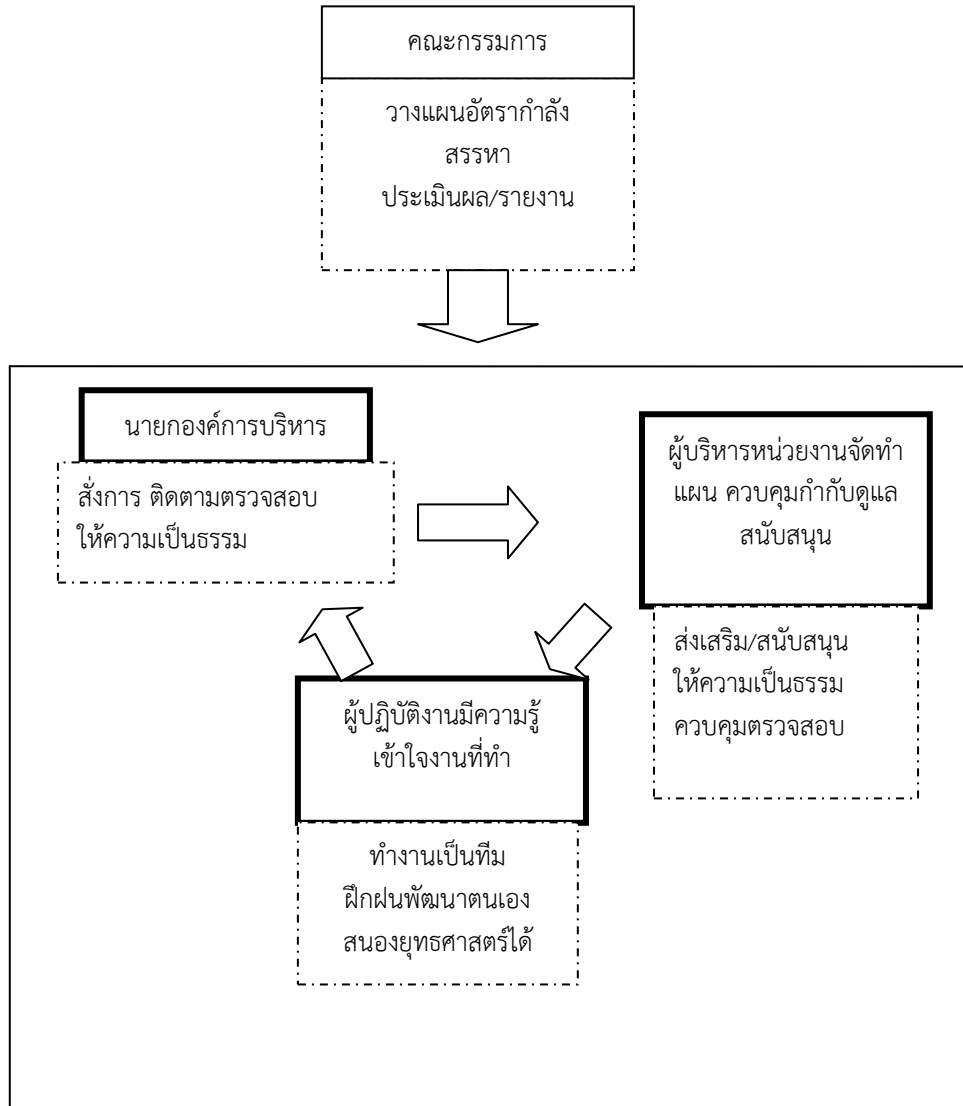 คณะกรรมการ
วางแผนอัตรากำลัง
สรรหา
ประเมินผล/รายงาน
นายกองค์การบริหาร
สั่งการ ติดตามตรวจสอบ
ให้ความเป็นธรรม
ผู้บริหารหน่วยงานจัดทำ
แผน ควบคุมกำกับดูแล
สนับสนุน
ส่งเสริม/สนับสนุน
ให้ความเป็นธรรม
ควบคุมตรวจสอบ
ผู้ปฏิบัติงานมีความรู้
เข้าใจงานที่ทำ
ทำงานเป็นทีม
ฝึกฝนพัฒนาตนเอง
สนองยุทธศาสตร์ได้